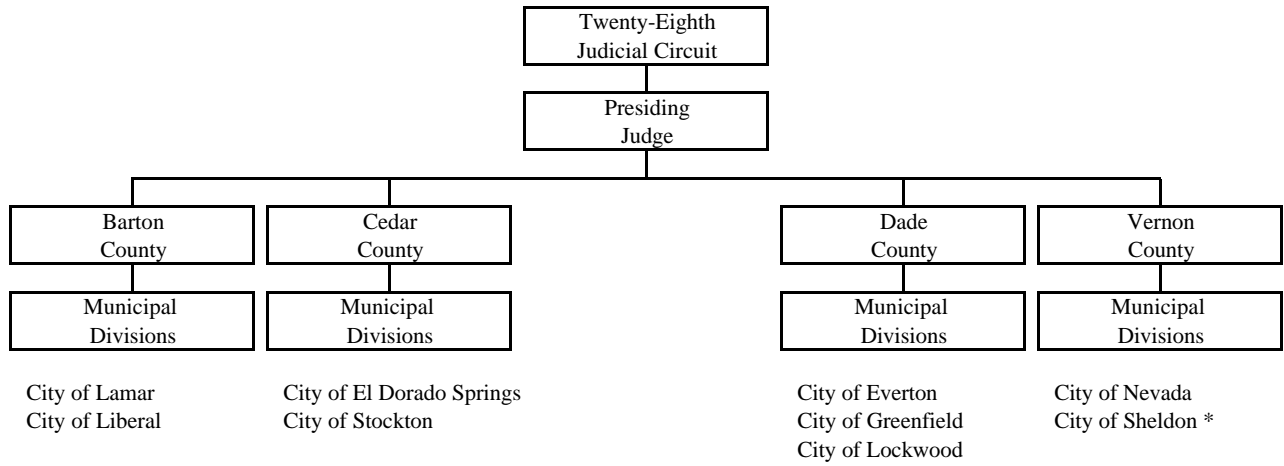 Twenty-Eighth
Judicial Circuit
Presiding
Judge
Barton
County
Cedar
County
Dade
County
Vernon
County
Municipal
Divisions
Municipal
Divisions
Municipal
Divisions
Municipal
Divisions
City of Lamar
City of Liberal
City of El Dorado Springs
City of Stockton
City of Everton
City of Greenfield
City of Lockwood
City of Nevada
City of Sheldon *